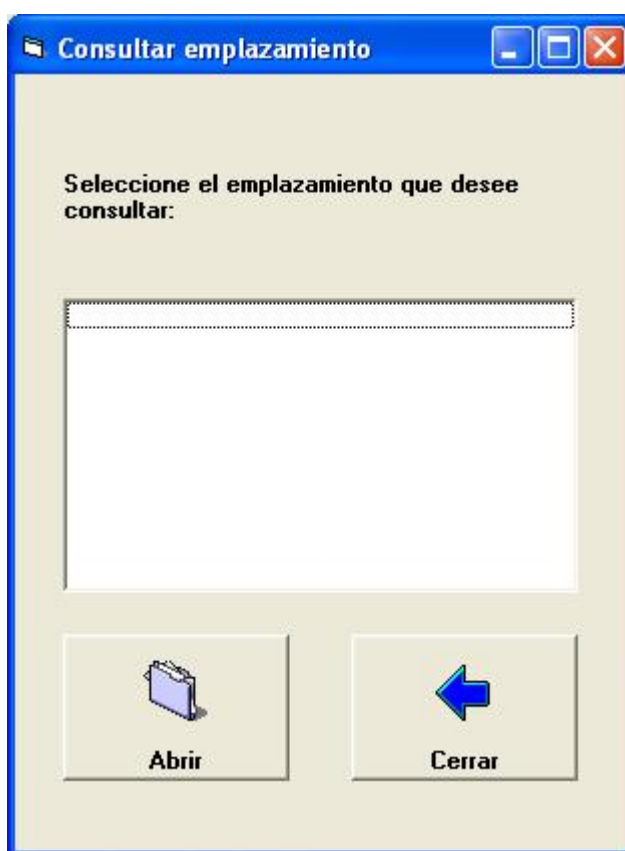 Consultar emplazamiento
Seleccione el emplazamiento que desee
consultar:
Abrir
Cerrar